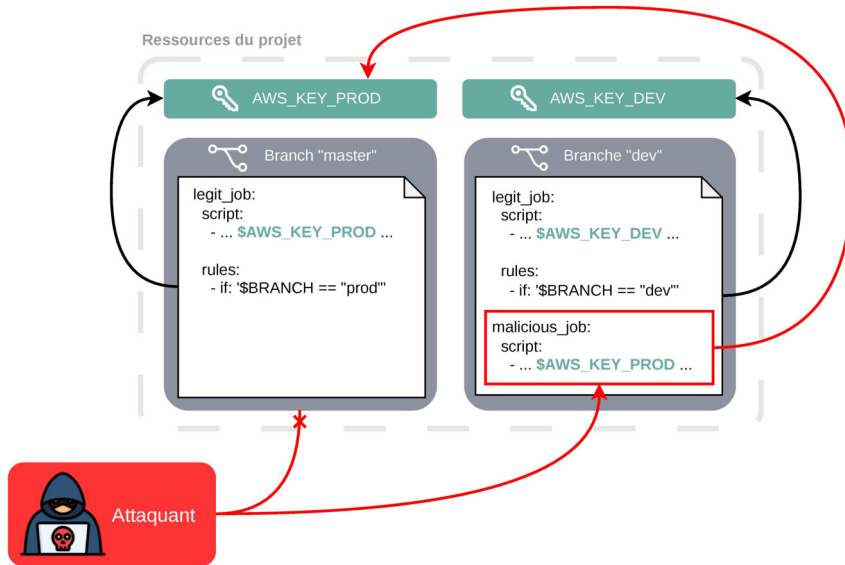 Ressources du projet
AWS_KEY_PROD
AWS_KEY_DEV
Branch "master"
legit_job:
script:
- ... $AWS_KEY_PROD ...
rules:
- if: '$BRANCH == "prod"'
Branche "dev"
legit_job:
script:
- ... $AWS_KEY_DEV ...
rules:
- if: '$BRANCH == "dev"'
malicious_job:
script:
- ... $AWS_KEY_PROD ...
Attaquant